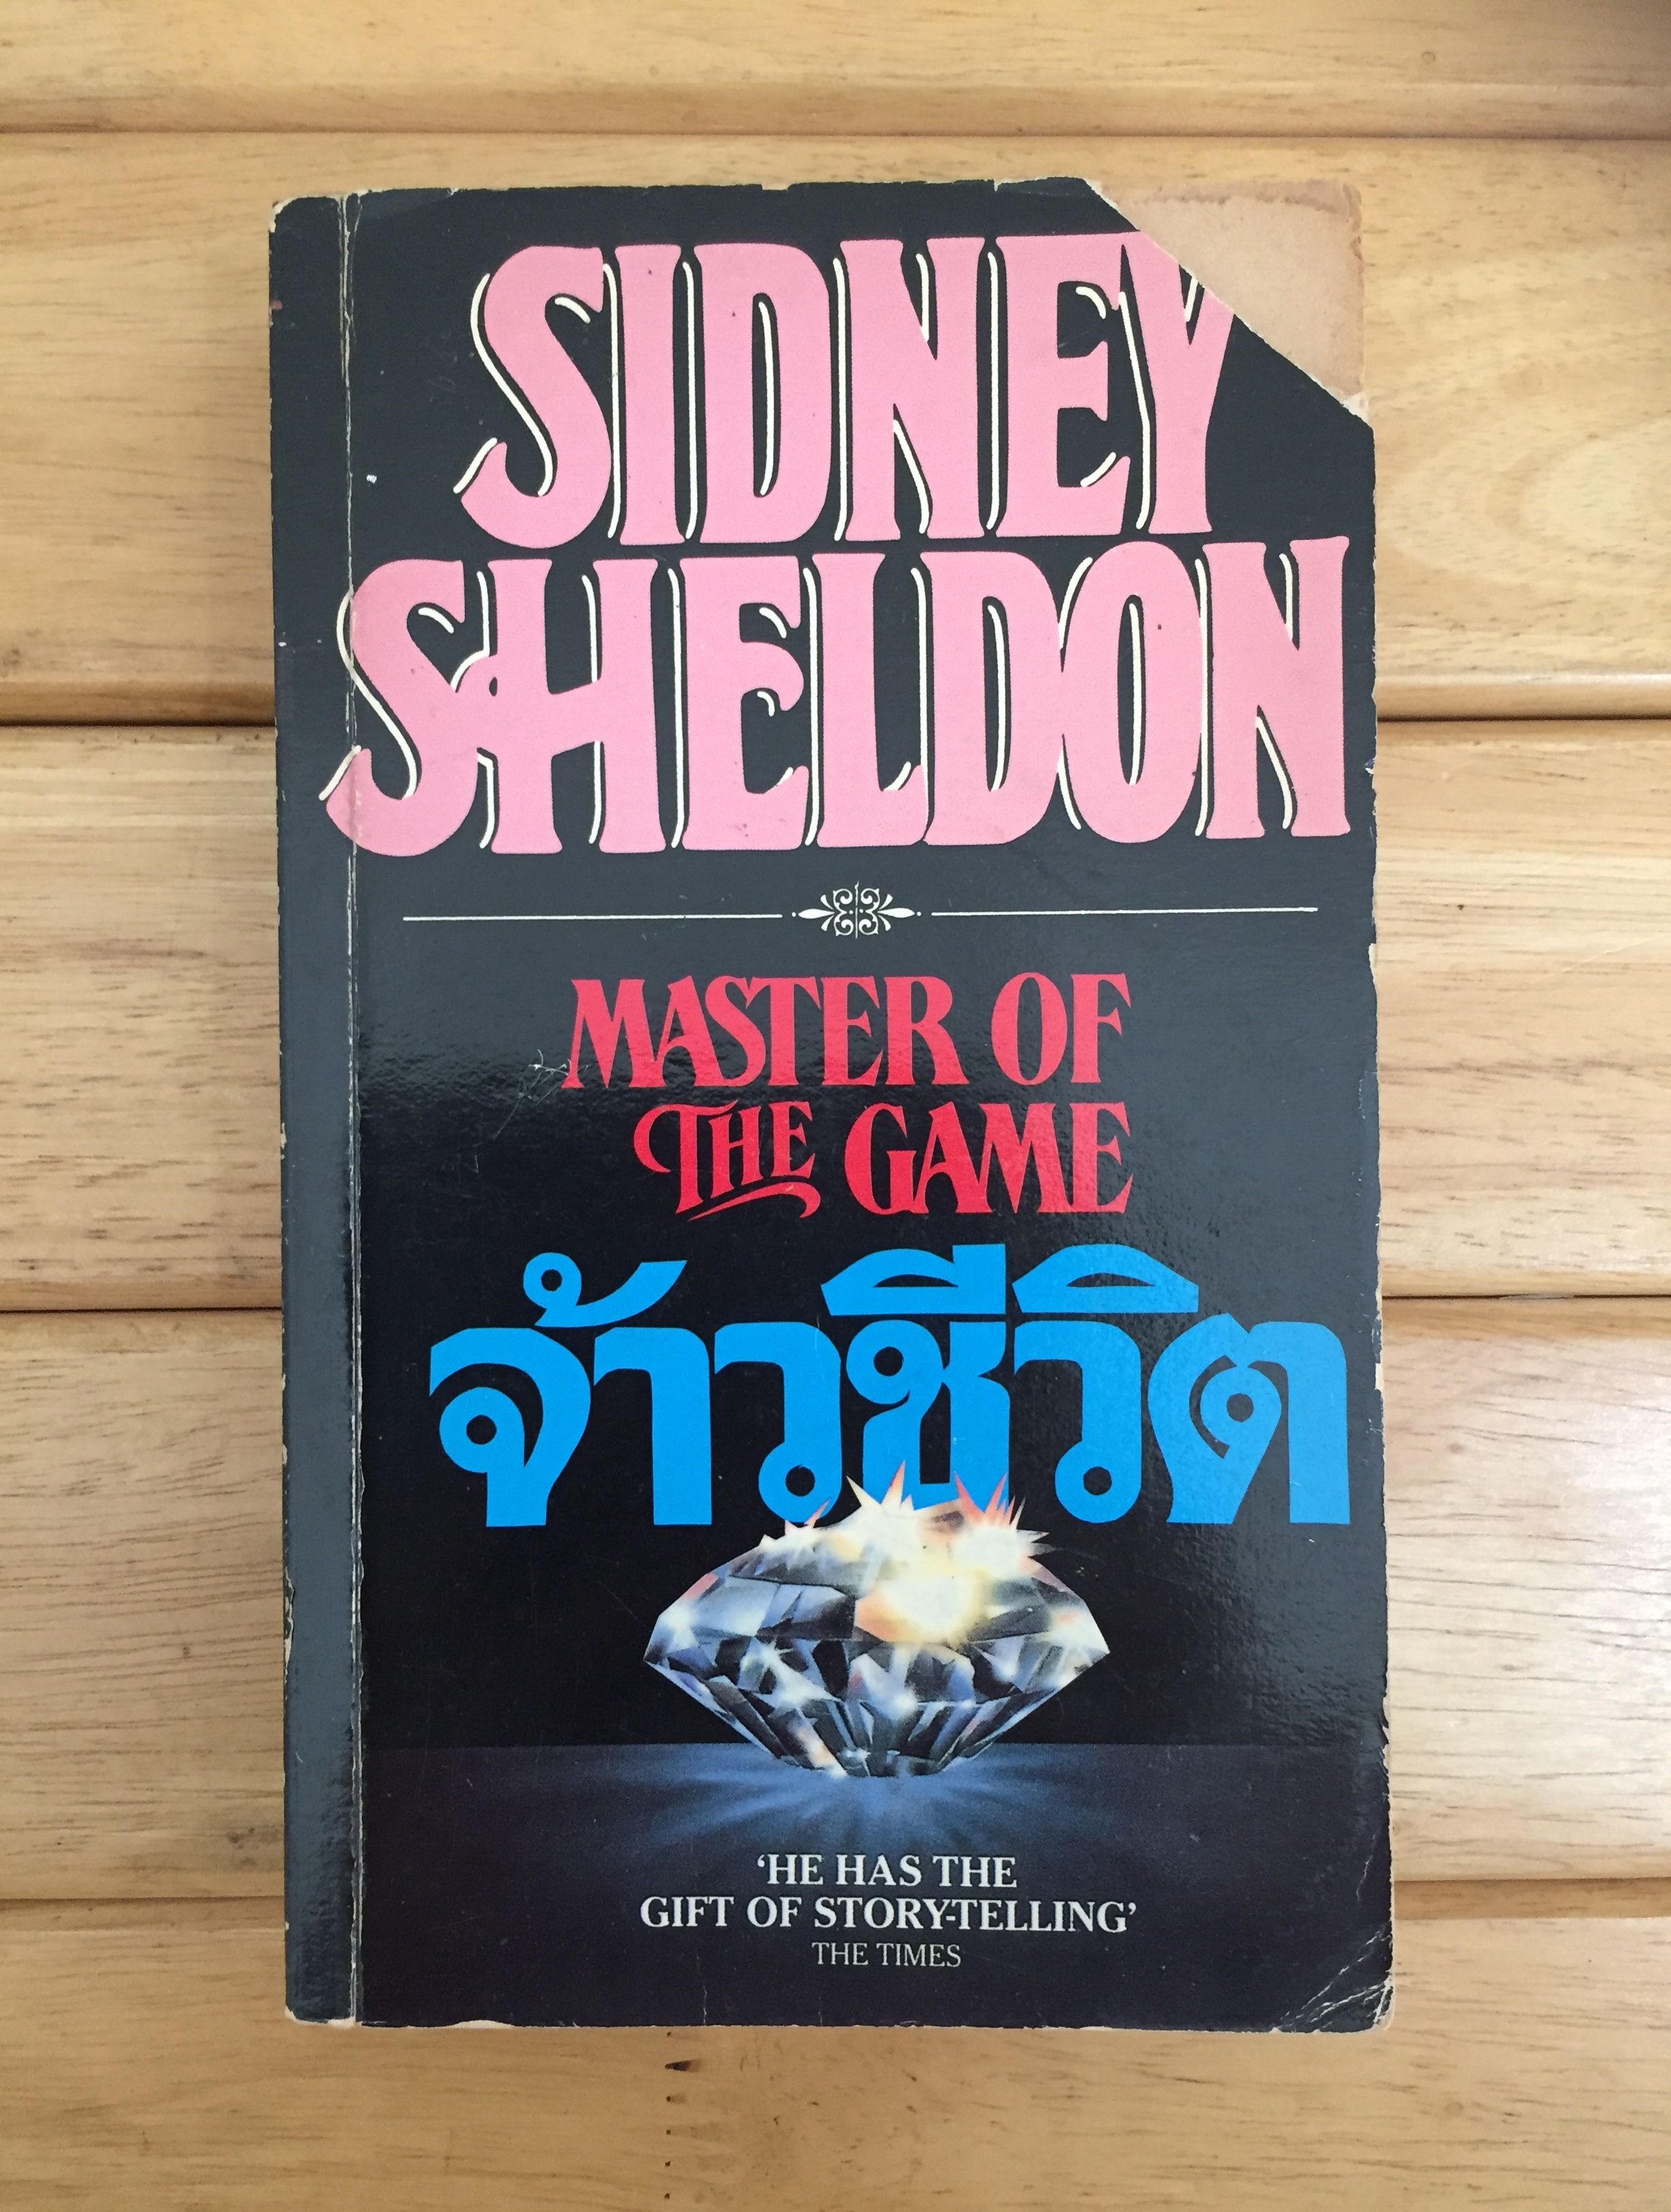 SIDNEY
SHELDON
MASTER OF
THE GAME
จ้าวชีวิต
‘HE HAS THE
GIFT OF STORY-TELLING’
THE TIMES